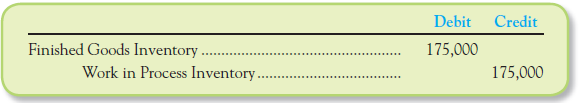 Debit Credit
Finished Goods Inventory ................................................ 175,000
Work in Process Inventory ................................... 175,000